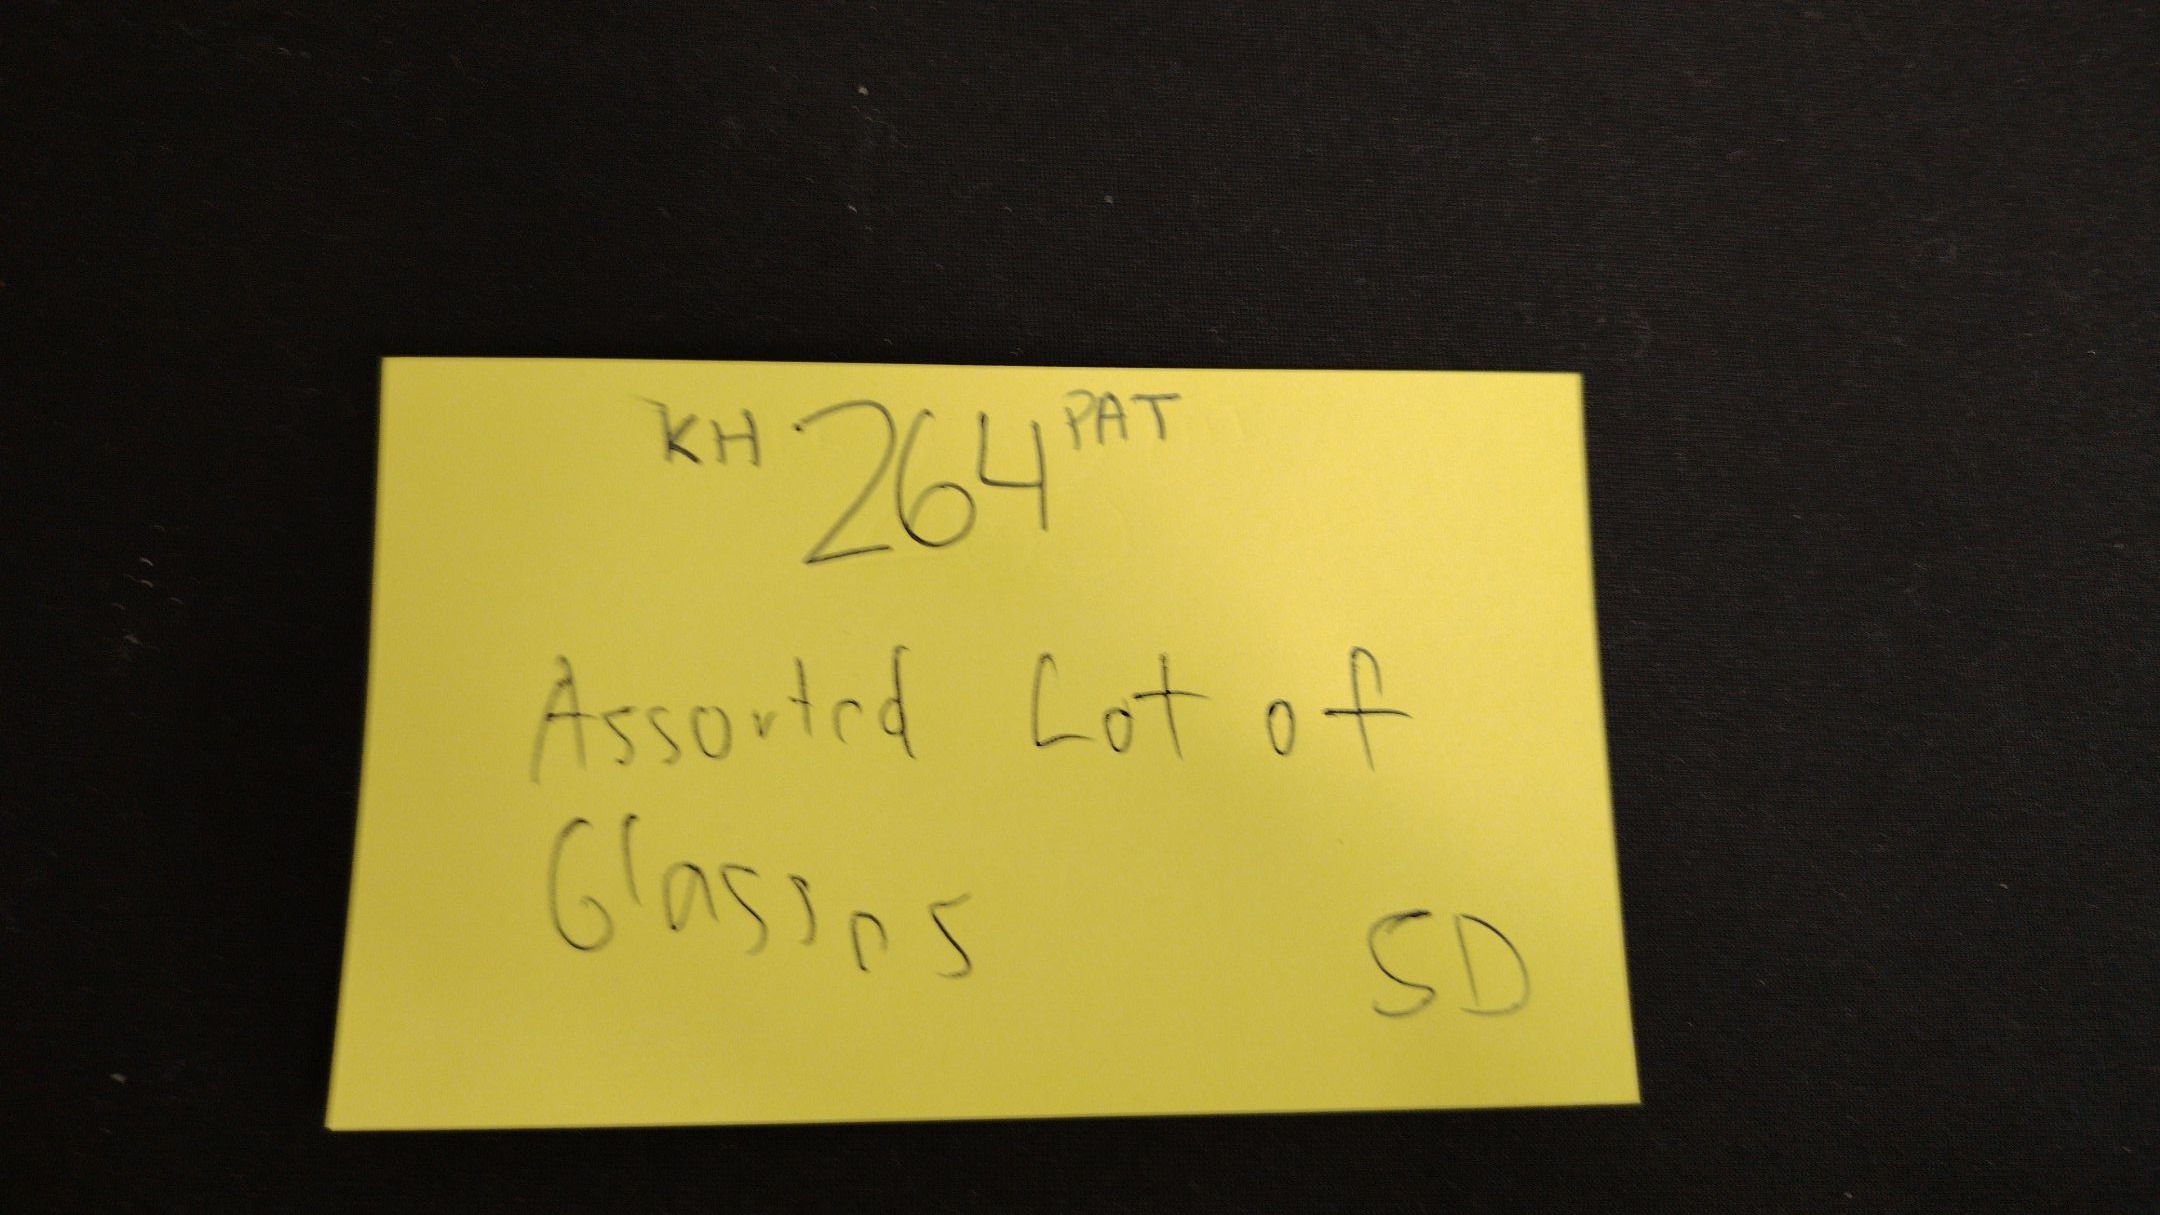 KH 264 PAT
Assorted Lot of
Glasses
SD